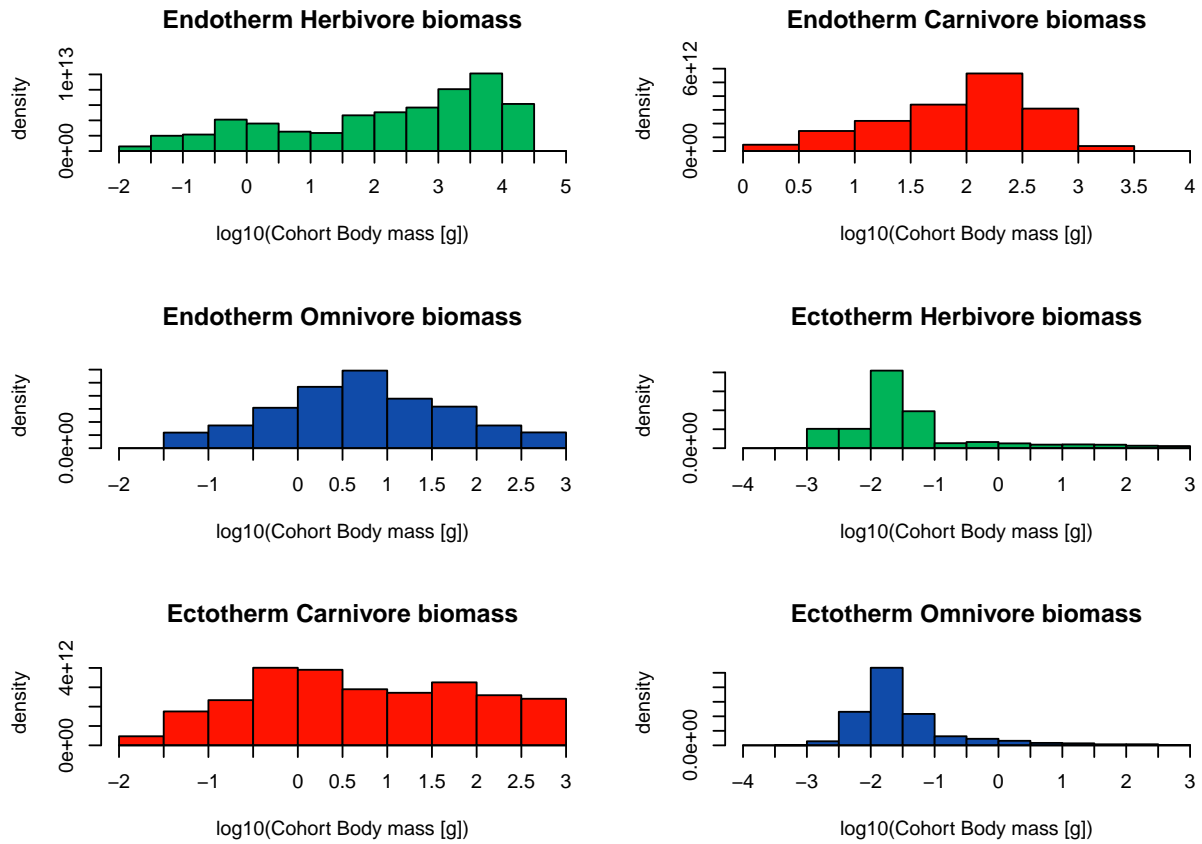 Endotherm Herbivore biomass
density
0e+00 1e+13
−2 −1 0 1 2 3 4 5
log10(Cohort Body mass [g])
Endotherm Carnivore biomass
density
0e+00 6e+12
0 0.5 1 1.5 2 2.5 3 3.5 4
log10(Cohort Body mass [g])
Endotherm Omnivore biomass
density
0.0e+00
−2 −1 0 0.5 1 1.5 2 2.5 3
log10(Cohort Body mass [g])
Ectotherm Herbivore biomass
density
0.0e+00
−4 −3 −2 −1 0 1 2 3
log10(Cohort Body mass [g])
Ectotherm Carnivore biomass
density
0e+00 4e+12
−2 −1 0 0.5 1 1.5 2 2.5 3
log10(Cohort Body mass [g])
Ectotherm Omnivore biomass
density
0.0e+00
−4 −3 −2 −1 0 1 2 3
log10(Cohort Body mass [g])